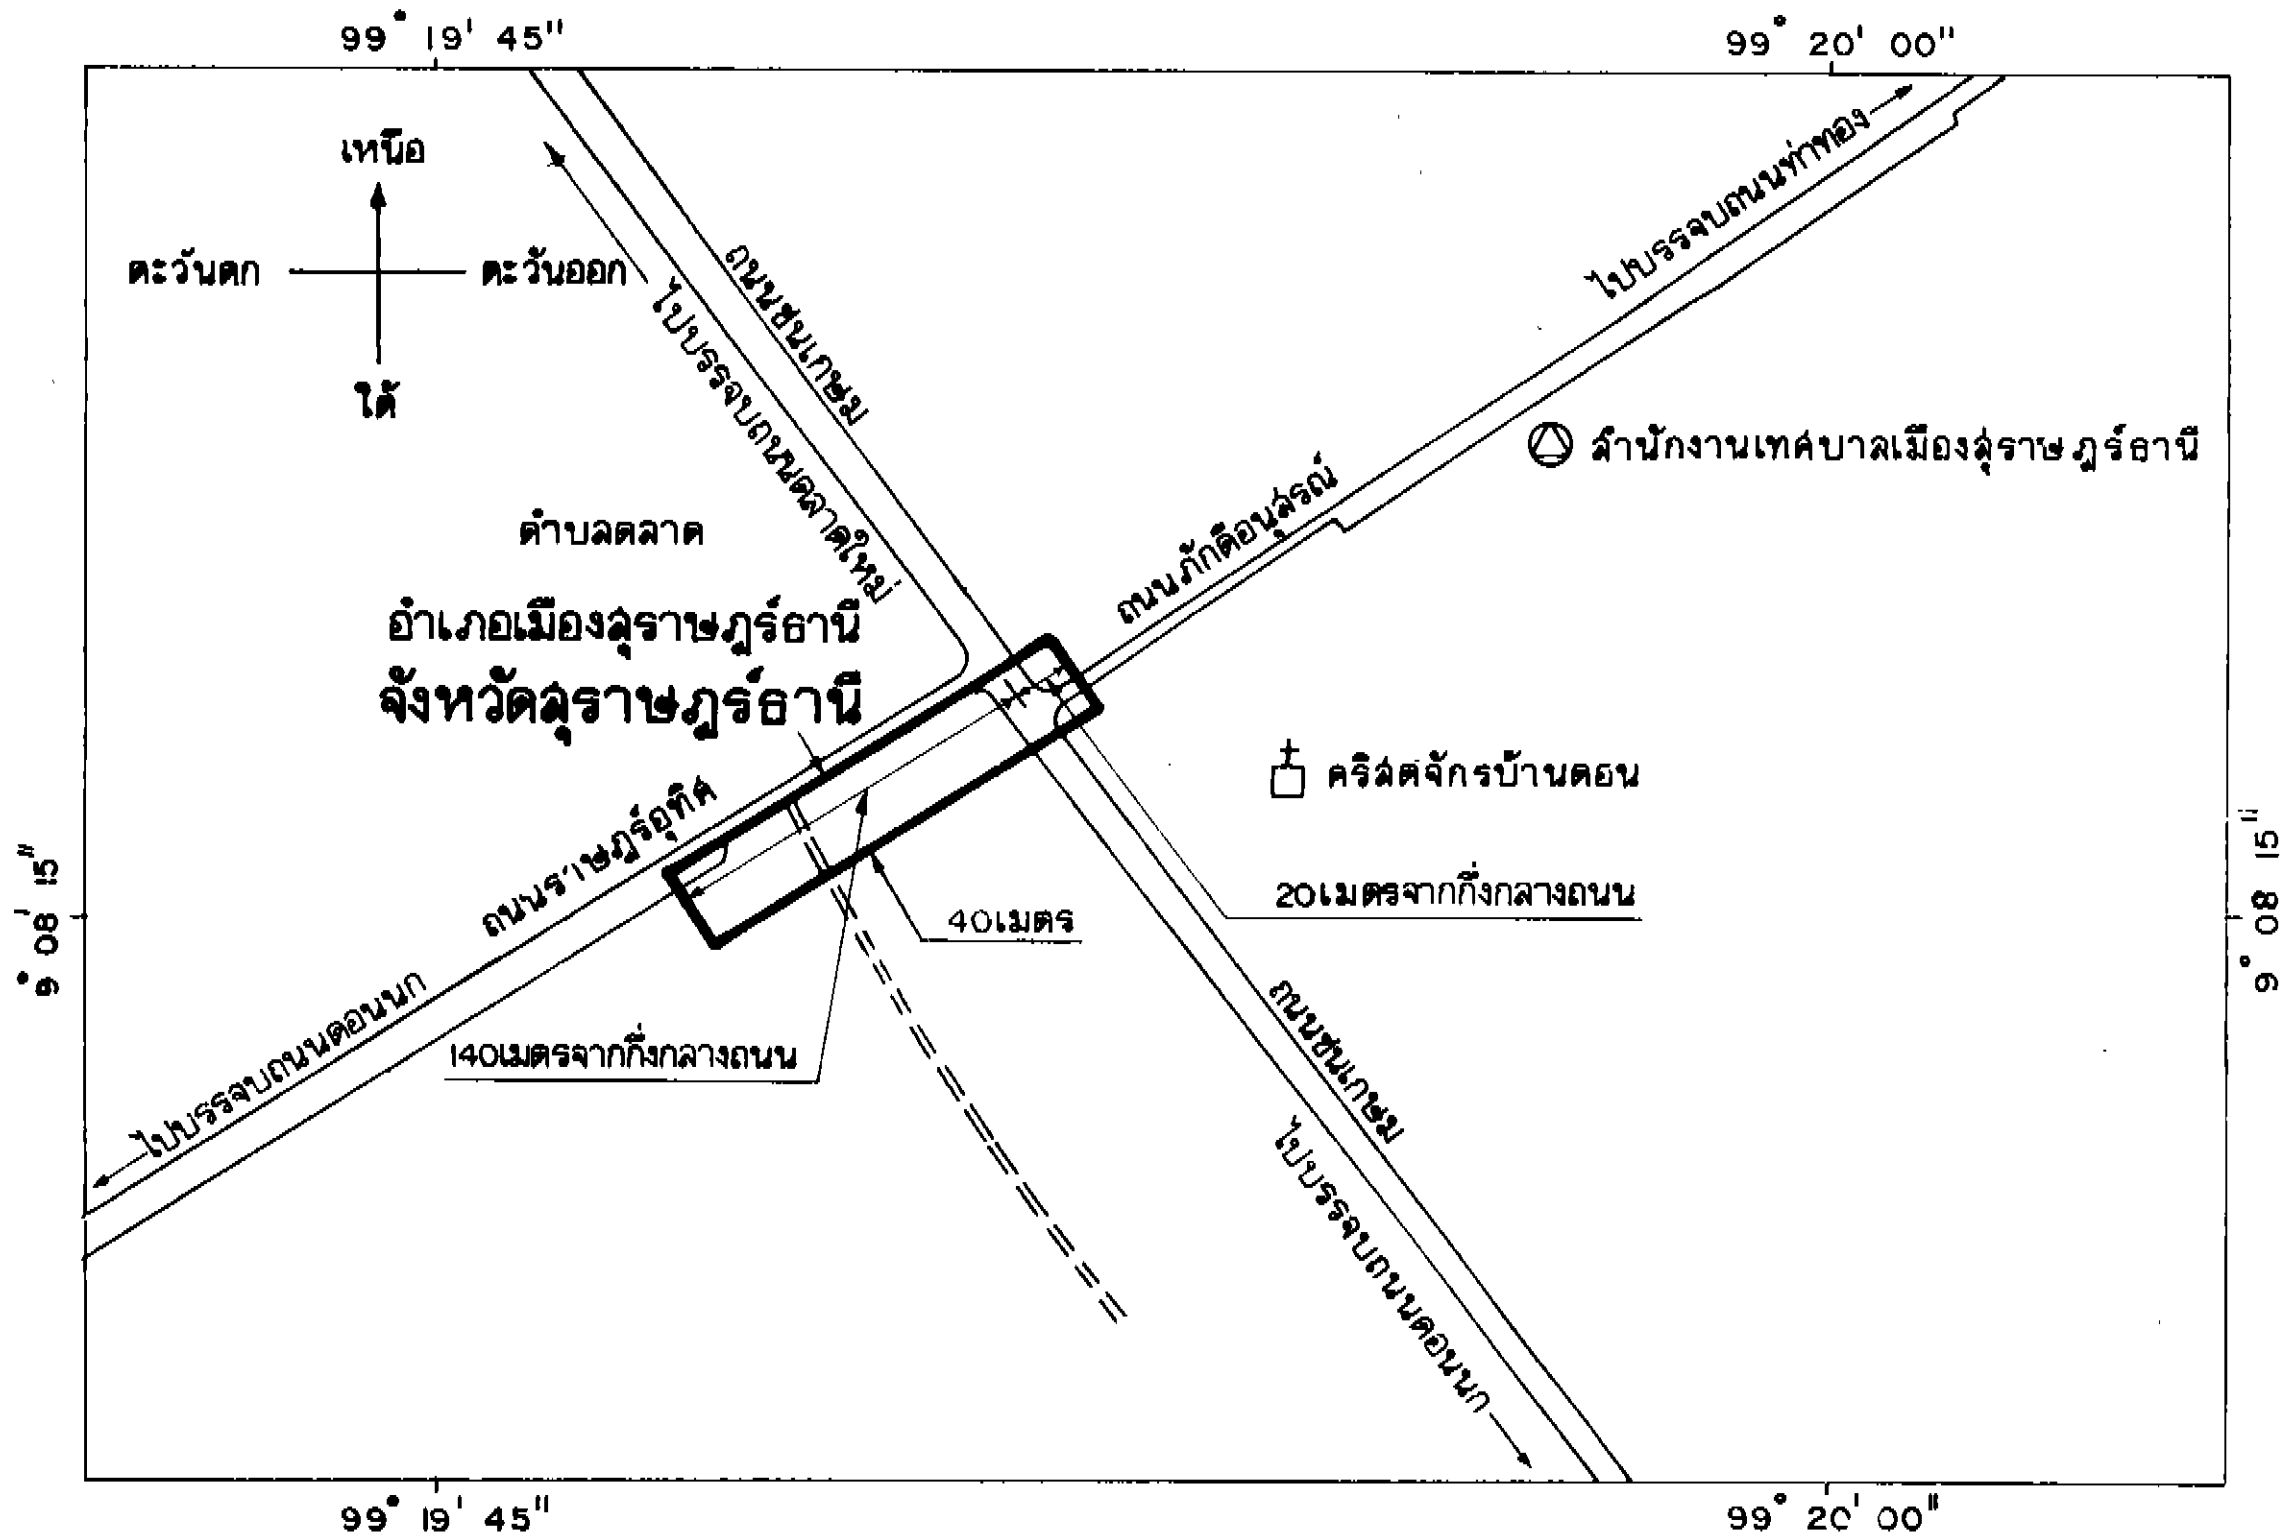 99° 19' 45"
99° 20' 00"
เหนือ
ตะวันตก
ตะวันออก
ใต้
ไปบรรจบถนนท่าทอง
ถนนชนเกษม
ไปบรรจบถนนตลาดใหม่
สำนักงานเทศบาลเมืองสุราษฎร์ธานี
ถนนภักดีอนุสรณ์
ตำบลตลาด
อำเภอเมืองสุราษฎร์ธานี
จังหวัดสุราษฎร์ธานี
คริสตจักรบ้านดอน
ถนนราษฎร์อุทิศ
9° 08' 15"
9° 08' 15"
20เมตรจากกึ่งกลางถนน
40เมตร
ไปบรรจบถนนดอนนก
140เมตรจากกึ่งกลางถนน
ถนนชนเกษม
ไปบรรจบถนนดอนนก
99° 19' 45"
99° 20' 00"